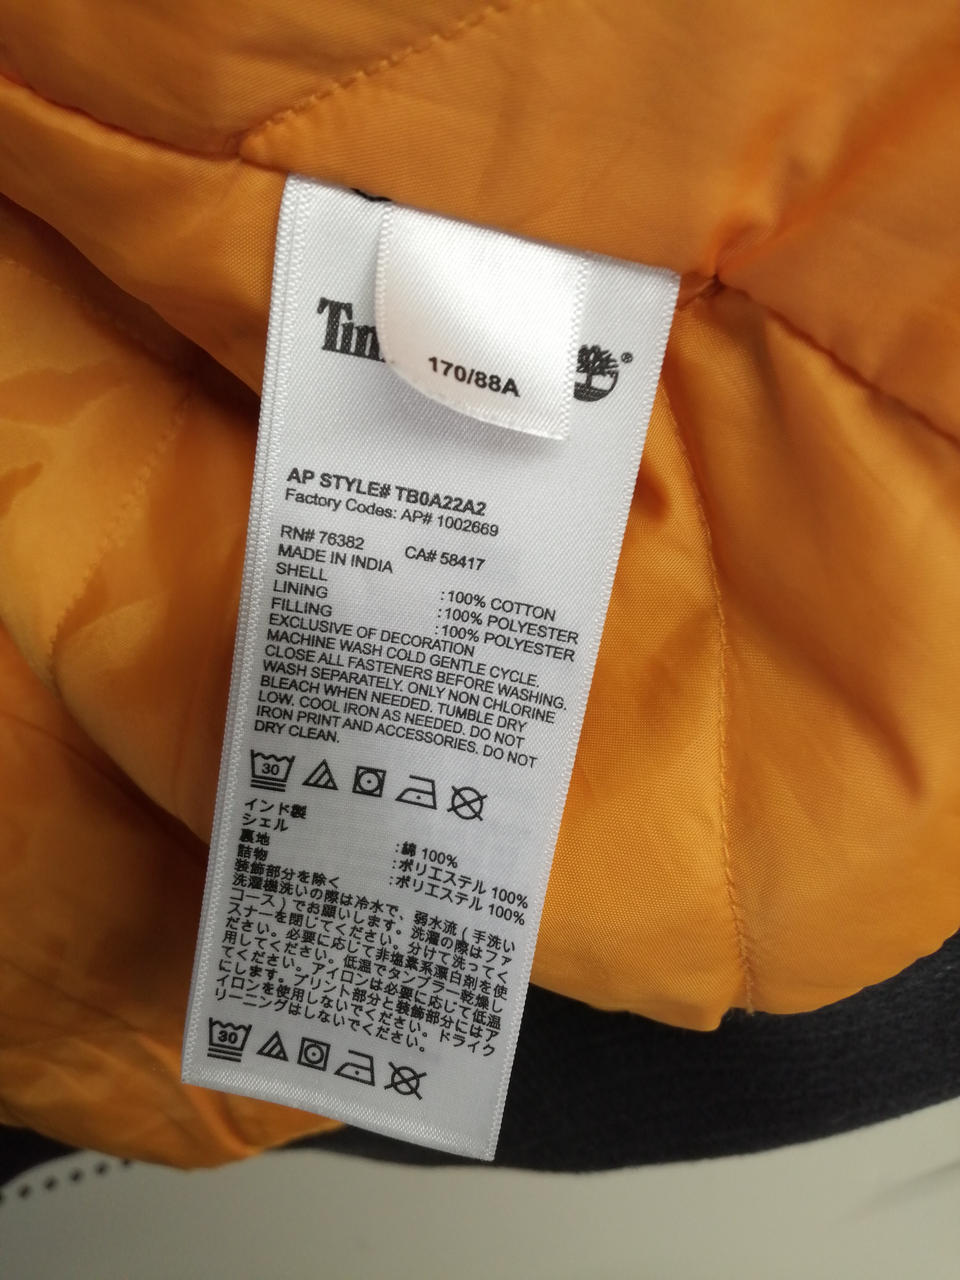 Tim
170/88A
AP STYLE# TB0A22A2
Factory Codes: AP# 1002669
RN# 76382 CA# 58417
MADE IN INDIA
SHELL :100% COTTON
LINING :100% POLYESTER
FILLING :100% POLYESTER
EXCLUSIVE OF DECORATION
MACHINE WASH COLD GENTLE CYCLE.
CLOSE ALL FASTENERS BEFORE WASHING.
WASH SEPARATELY. ONLY NON CHLORINE
BLEACH WHEN NEEDED. TUMBLE DRY
LOW. COOL IRON AS NEEDED. DO NOT
IRON PRINT AND ACCESSORIES. DO NOT
DRY CLEAN.
30
インド製
シェル :綿 100%
裏地 :ポリエステル 100%
詰物 :ポリエステル 100%
装飾部分を除く
洗濯機洗いの際は冷水で、弱水流 ( 手洗い
コース ) でお願いします。洗濯の際はファ
スナーを閉じてください。分けて洗ってく
ださい。必要に応じて非塩素系漂白剤を使
用してください。低温でタンブラー乾燥し
てください。アイロンは必要に応じて低温
にします。プリント部分と装飾部分にはア
イロンを使用しないでください。ドライク
リーニングはしないでください。
30